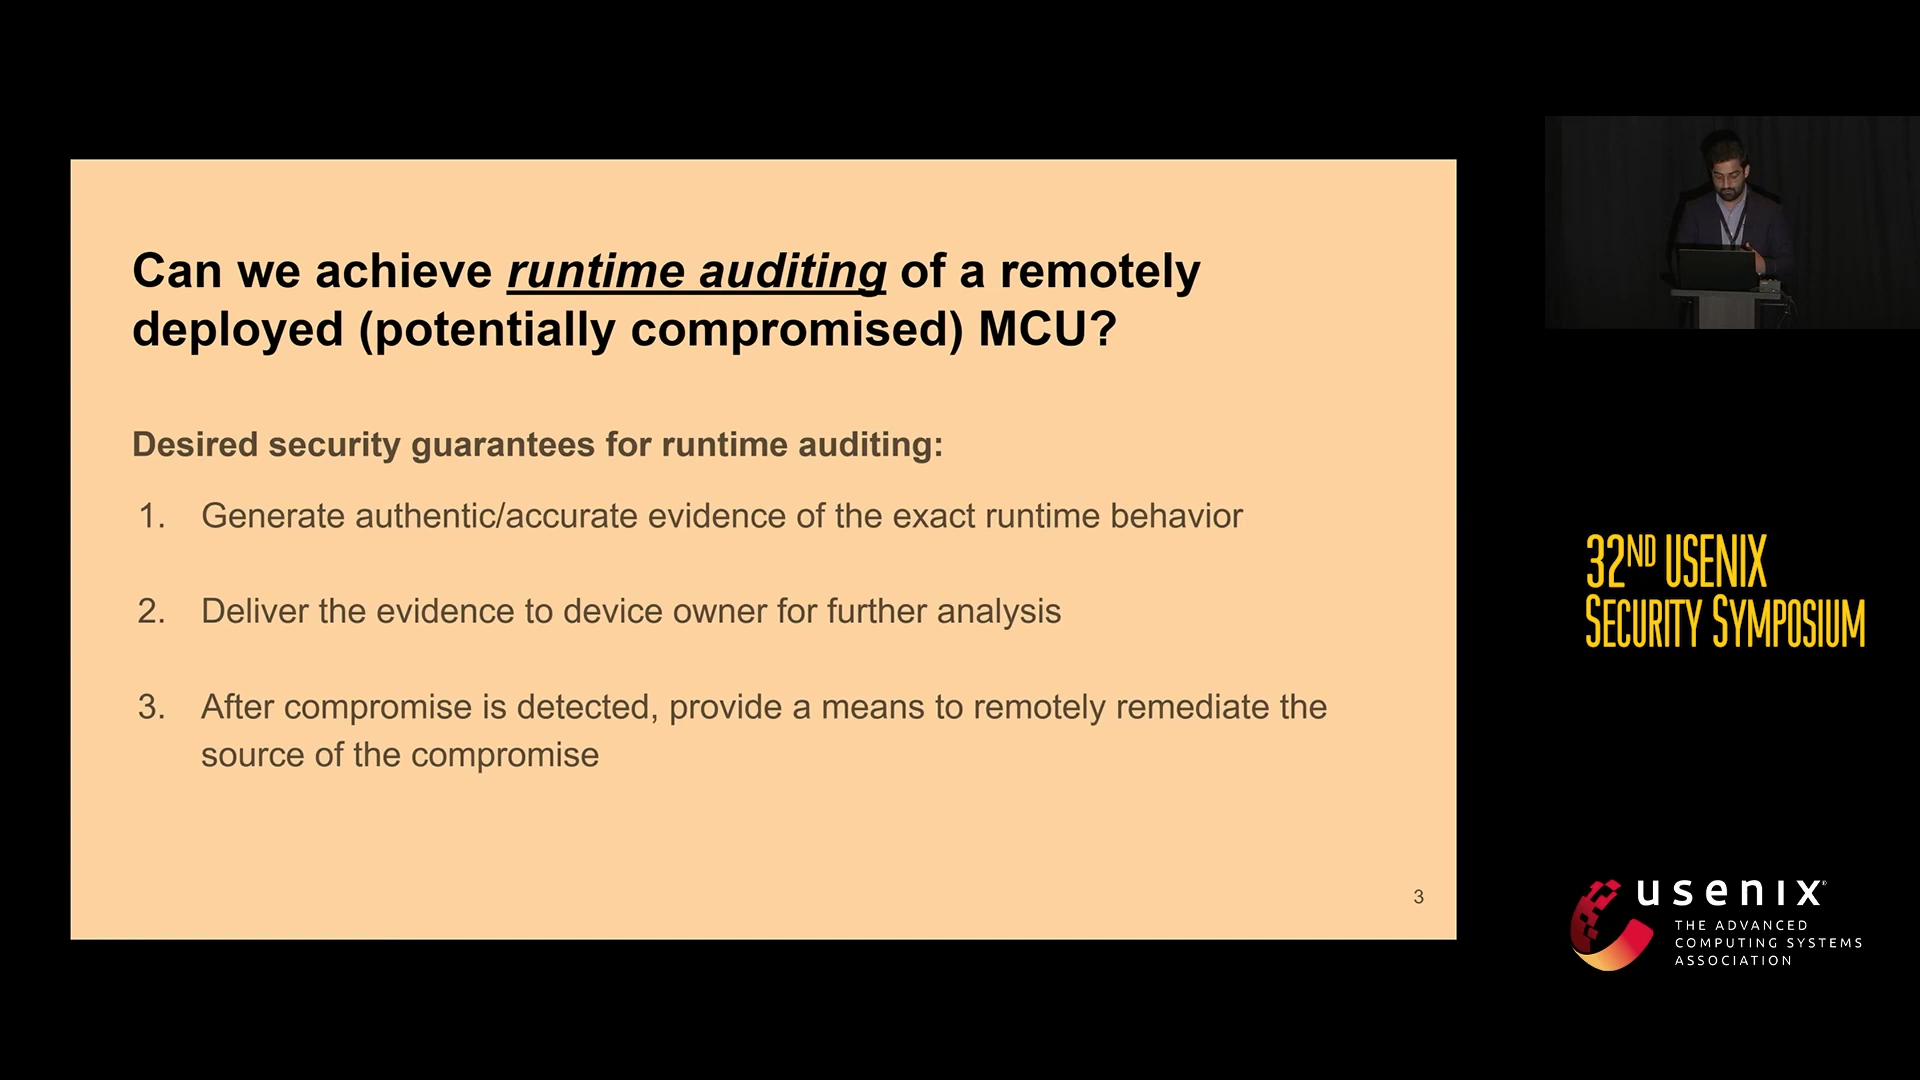 Can we achieve runtime auditing of a remotely
deployed (potentially compromised) MCU?
Desired security guarantees for runtime auditing:
1. Generate authentic/accurate evidence of the exact runtime behavior
2. Deliver the evidence to device owner for further analysis
3. After compromise is detected, provide a means to remotely remediate the
source of the compromise
3
32ND USENIX
SECURITY SYMPOSIUM
usenix®
THE ADVANCED
COMPUTING SYSTEMS
ASSOCIATION